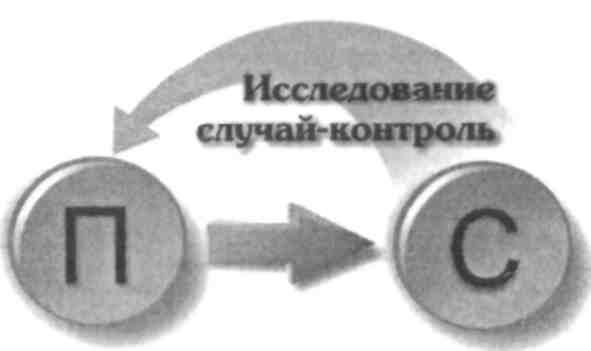 Исследование
случай-контроль
П
С